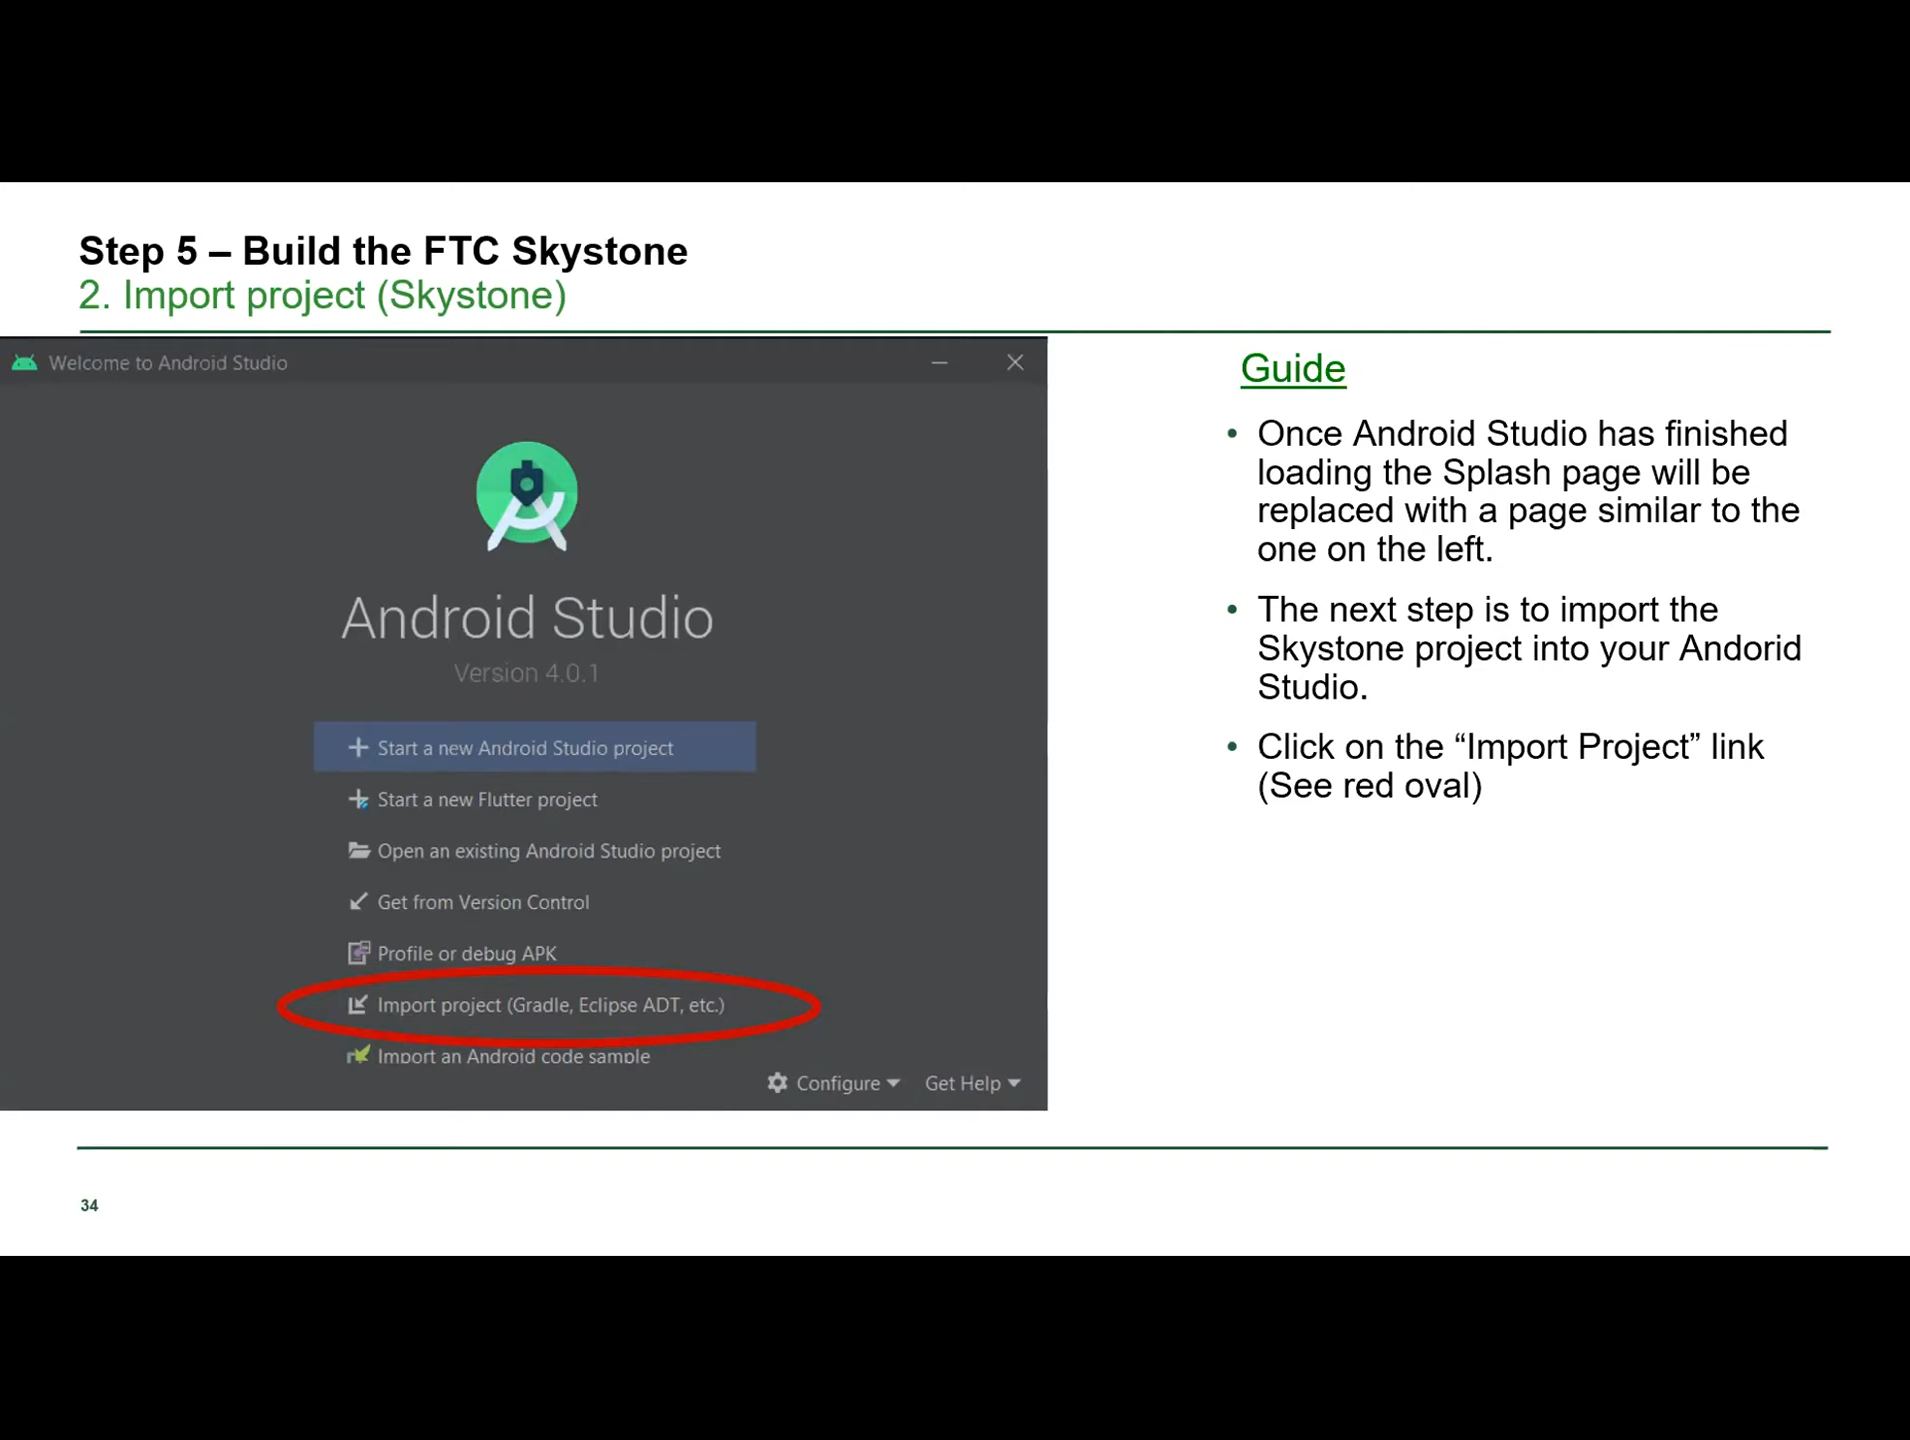 Step 5 – Build the FTC Skystone
2. Import project (Skystone)
Welcome to Android Studio
Android Studio
Version 4.0.1
Start a new Android Studio project
Start a new Flutter project
Open an existing Android Studio project
Get from Version Control
Profile or debug APK
Import project (Gradle, Eclipse ADT, etc.)
Import an Android code sample
Configure
Get Help
Guide
• Once Android Studio has finished
loading the Splash page will be
replaced with a page similar to the
one on the left.
• The next step is to import the
Skystone project into your Andorid
Studio.
• Click on the “Import Project” link
(See red oval)
34